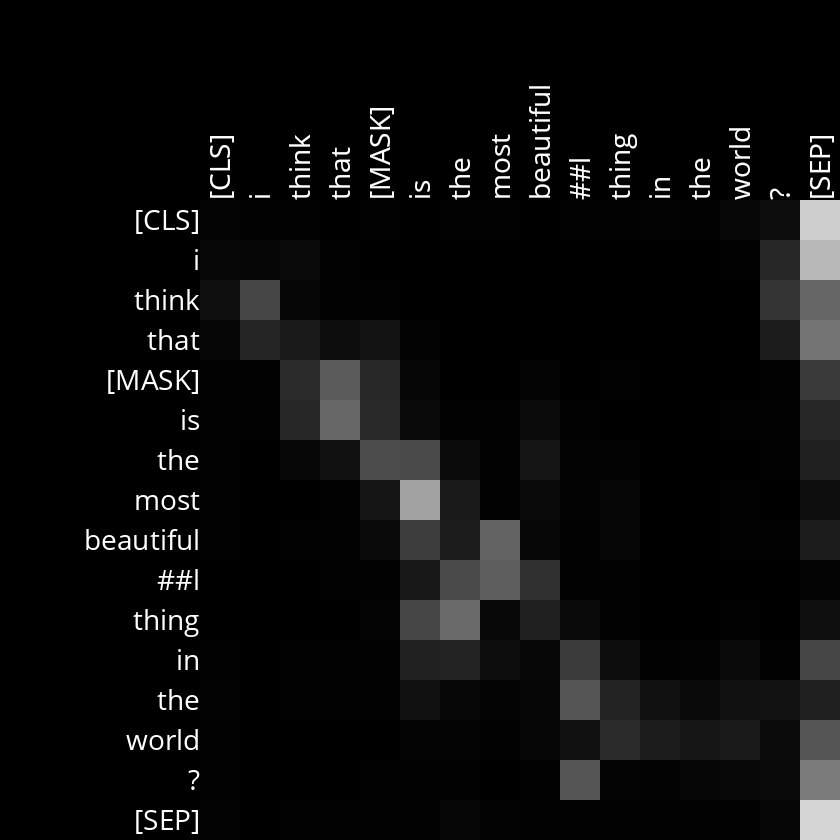 [CLS] i think that [MASK] is the most beautiful ##l thing in the world ? [SEP]
[CLS]
i
think
that
[MASK]
is
the
most
beautiful
##l
thing
in
the
world
?
[SEP]